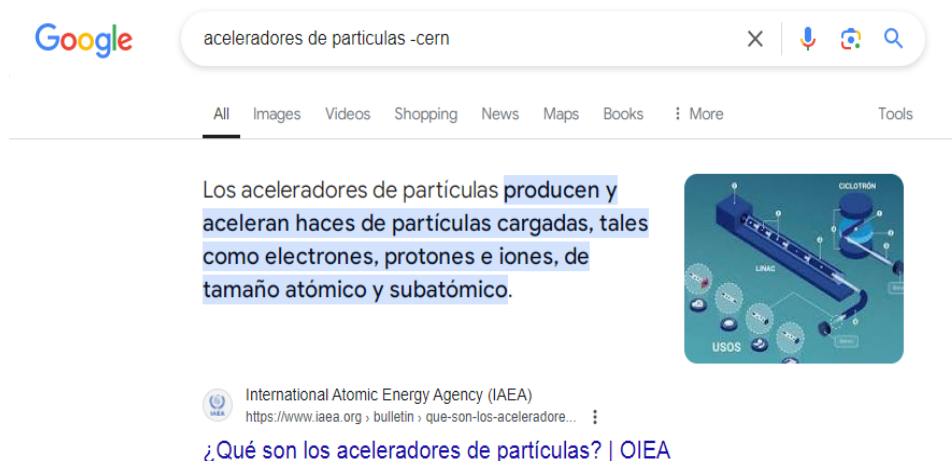 Google
aceleradores de particulas -cern
All Images Videos Shopping News Maps Books More Tools
Los aceleradores de partículas producen y
aceleran haces de partículas cargadas, tales
como electrones, protones e iones, de
tamaño atómico y subatómico.
CICLOTRÓN
LINAC
USOS
International Atomic Energy Agency (IAEA)
IAEA
https://www.iaea.org › bulletin › que-son-los-aceleradore...
¿Qué son los aceleradores de partículas? | OIEA